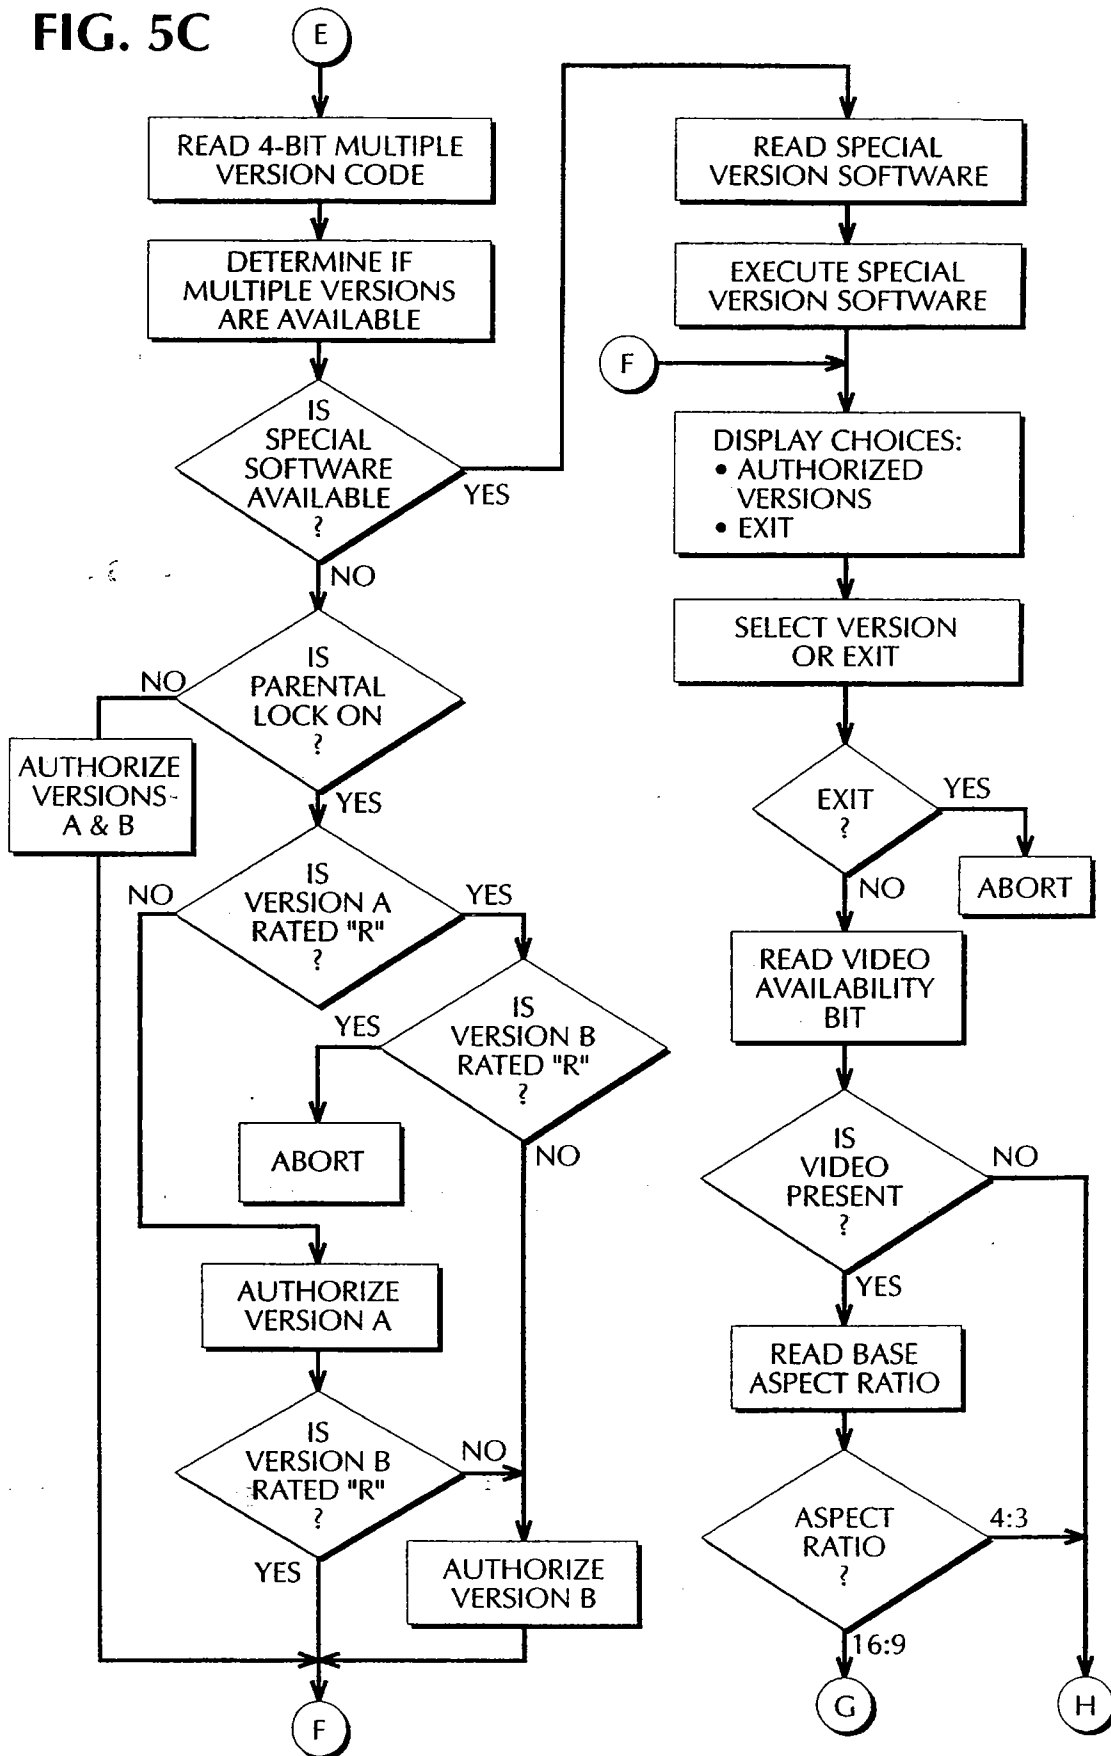 FIG. 5C
E
READ 4-BIT MULTIPLE
VERSION CODE
DETERMINE IF
MULTIPLE VERSIONS
ARE AVAILABLE
IS
SPECIAL
SOFTWARE
AVAILABLE
?
YES
NO
IS
PARENTAL
LOCK ON
?
NO
YES
AUTHORIZE
VERSIONS
A & B
IS
VERSION A
RATED "R"
?
NO
YES
IS
VERSION B
RATED "R"
?
YES
NO
ABORT
AUTHORIZE
VERSION A
IS
VERSION B
RATED "R"
?
NO
YES
AUTHORIZE
VERSION B
F
READ SPECIAL
VERSION SOFTWARE
EXECUTE SPECIAL
VERSION SOFTWARE
F
DISPLAY CHOICES:
• AUTHORIZED
VERSIONS
• EXIT
SELECT VERSION
OR EXIT
EXIT
?
YES
NO
ABORT
READ VIDEO
AVAILABILITY
BIT
IS
VIDEO
PRESENT
?
NO
YES
READ BASE
ASPECT RATIO
ASPECT
RATIO
?
4:3
16:9
G
H